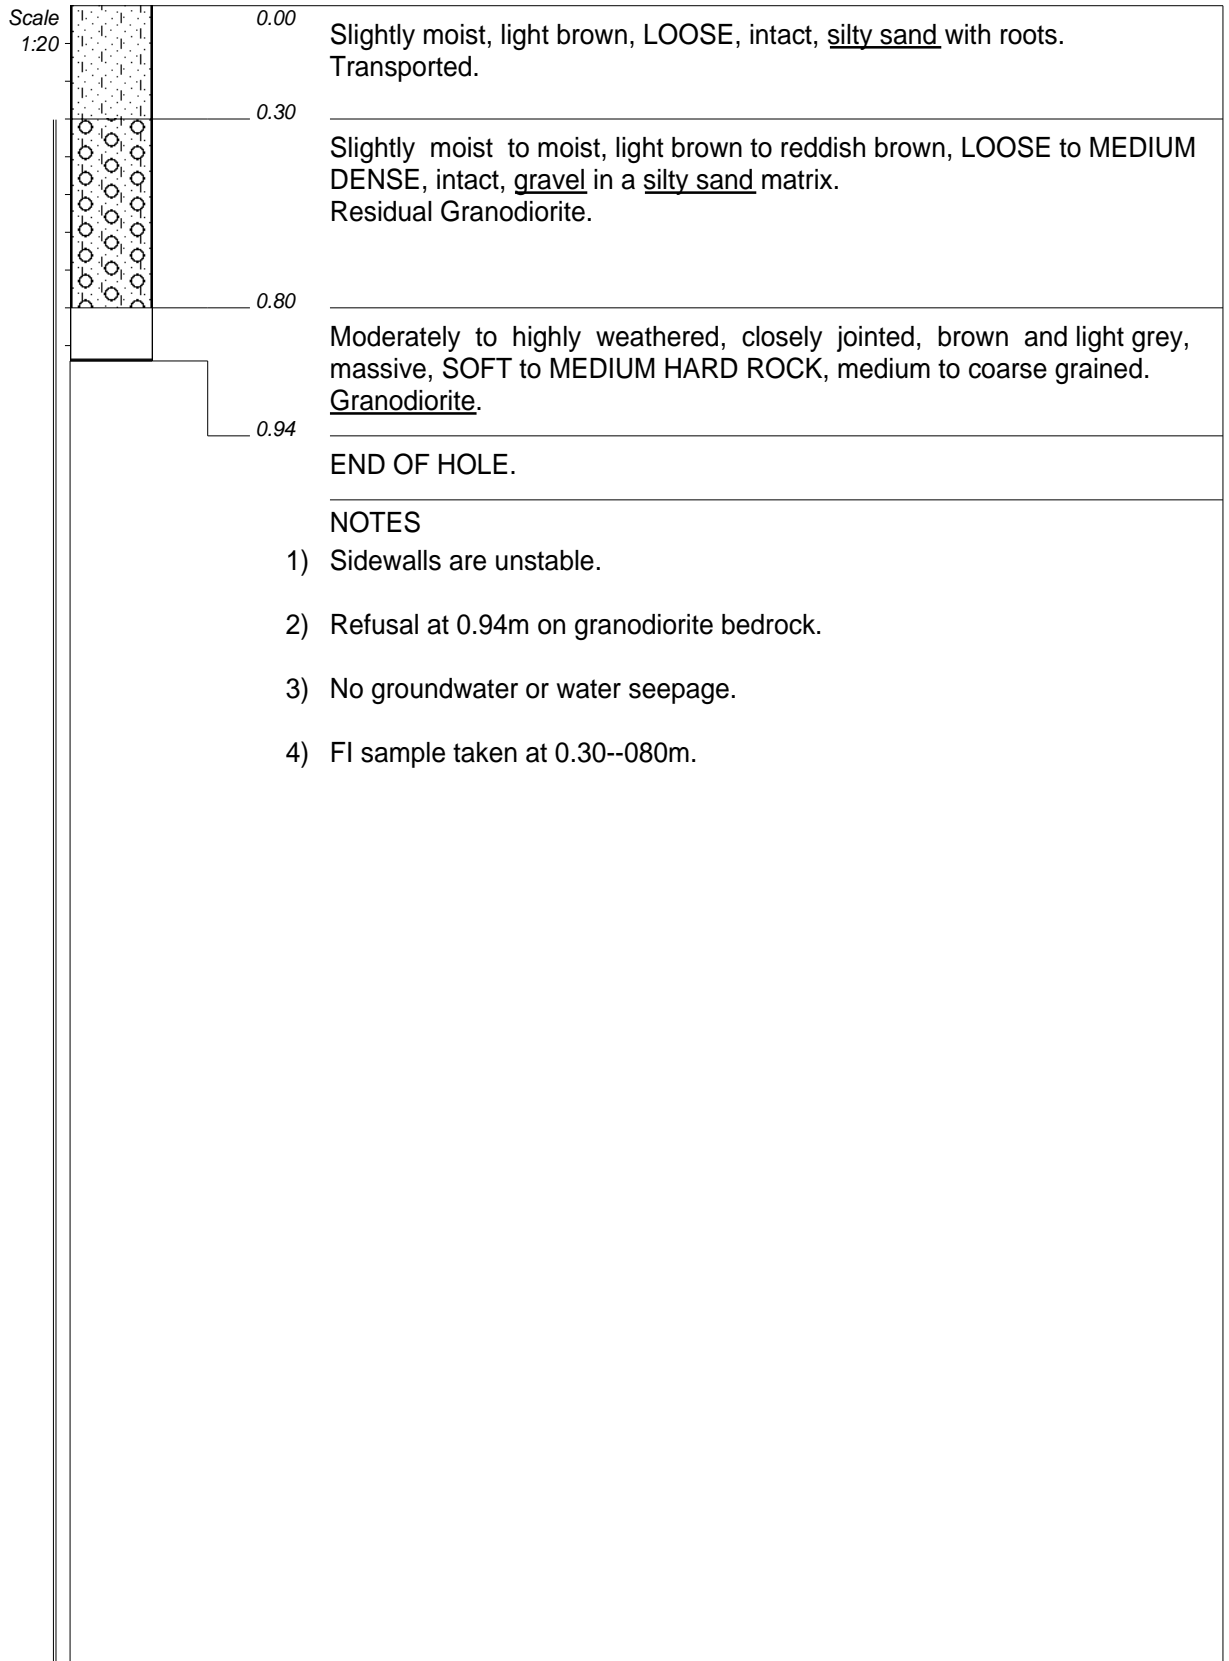 Scale
1:20
0.00
Slightly moist, light brown, LOOSE, intact, silty sand with roots.
Transported.
0.30
Slightly moist to moist, light brown to reddish brown, LOOSE to MEDIUM
DENSE, intact, gravel in a silty sand matrix.
Residual Granodiorite.
0.80
Moderately to highly weathered, closely jointed, brown and light grey,
massive, SOFT to MEDIUM HARD ROCK, medium to coarse grained.
Granodiorite.
0.94
END OF HOLE.
NOTES
1) Sidewalls are unstable.
2) Refusal at 0.94m on granodiorite bedrock.
3) No groundwater or water seepage.
4) FI sample taken at 0.30--080m.